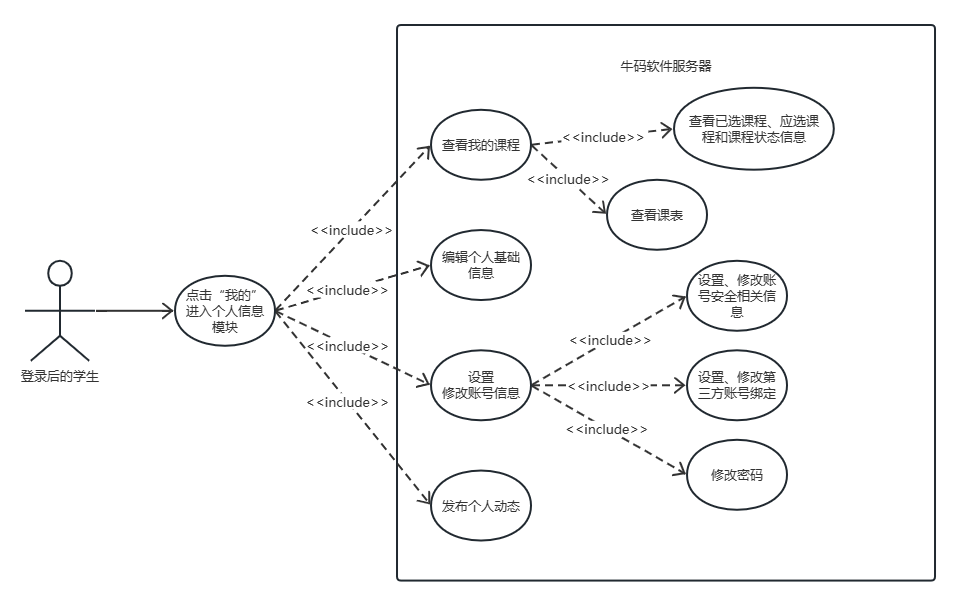 牛码软件服务器
查看已选课程、应选课
程和课程状态信息
<<include>>
查看我的课程
<<include>>
查看课表
<<include>>
编辑个人基础
信息
<<include>>
点击“我的”
进入个人信息
模块
设置、修改账
号安全相关信
息
<<include>>
<<include>>
登录后的学生
设置
修改账号信息
<<include>>
设置、修改第
三方账号绑定
<<include>>
<<include>>
修改密码
发布个人动态